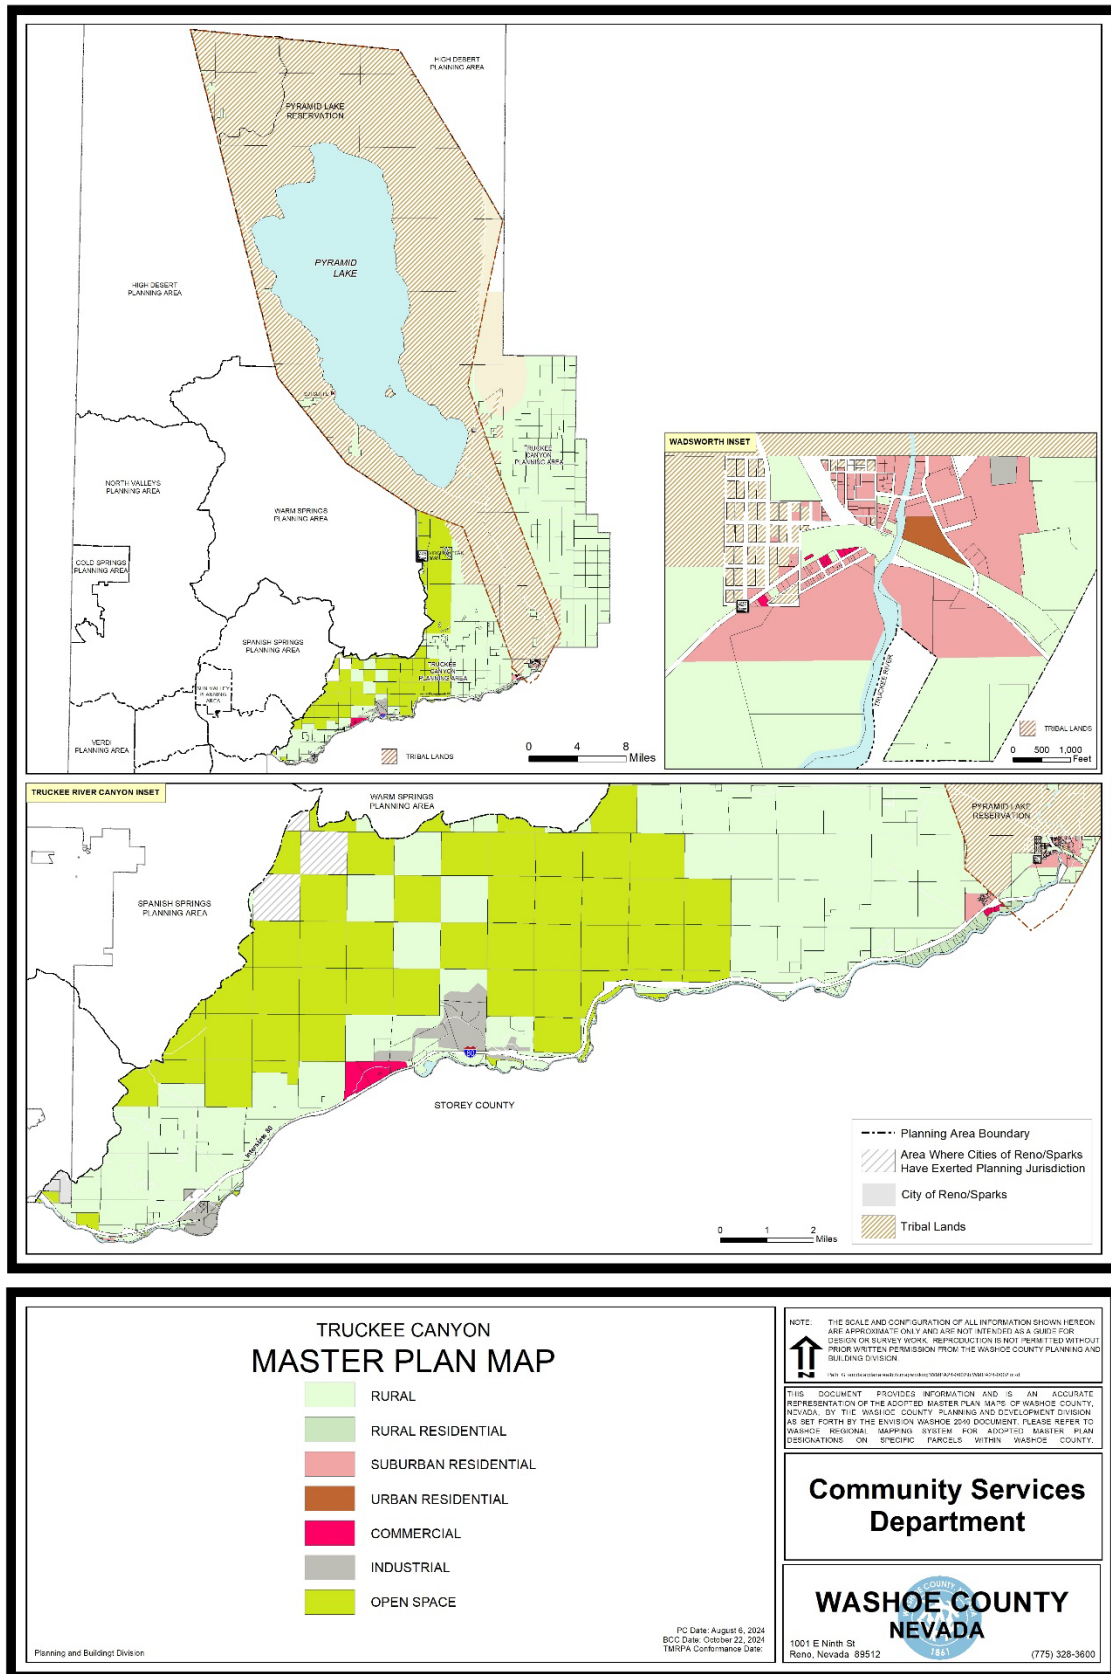 HIGH DESERT
PLANNING AREA
PYRAMID LAKE
RESERVATION
PYRAMID
LAKE
HIGH DESERT
PLANNING AREA
TRUCKEE
CANYON
PLANNING AREA
NORTH VALLEYS
PLANNING AREA
WARM SPRINGS
PLANNING AREA
COLD SPRINGS
PLANNING AREA
SPANISH SPRINGS
PLANNING AREA
TRUCKEE
CANYON
PLANNING AREA
SUN VALLEY
PLANNING
AREA
VERDI
PLANNING AREA
TRIBAL LANDS
0 4 8
Miles
WADSWORTH INSET
TRUCKEE RIVER
TRIBAL LANDS
0 500 1,000
Feet
TRUCKEE RIVER CANYON INSET
WARM SPRINGS
PLANNING AREA
PYRAMID LAKE
RESERVATION
SPANISH SPRINGS
PLANNING AREA
80
STOREY COUNTY
Interstate 80
0 1 2
Miles
Planning Area Boundary
Area Where Cities of Reno/Sparks
Have Exerted Planning Jurisdiction
City of Reno/Sparks
Tribal Lands
TRUCKEE CANYON
MASTER PLAN MAP
RURAL
RURAL RESIDENTIAL
SUBURBAN RESIDENTIAL
URBAN RESIDENTIAL
COMMERCIAL
INDUSTRIAL
OPEN SPACE
Planning and Buildingt Division
PC Date: August 6, 2024
BCC Date: October 22, 2024
TMRPA Conformance Date:
NOTE: THE SCALE AND CONFIGURATION OF ALL INFORMATION SHOWN HEREON
ARE APPROXIMATE ONLY AND ARE NOT INTENDED AS A GUIDE FOR
DESIGN OR SURVEY WORK. REPRODUCTION IS NOT PERMITTED WITHOUT
PRIOR WRITTEN PERMISSION FROM THE WASHOE COUNTY PLANNING AND
BUILDING DIVISION.
THIS DOCUMENT PROVIDES INFORMATION AND IS AN ACCURATE
REPRESENTATION OF THE ADOPTED MASTER PLAN MAPS OF WASHOE COUNTY,
NEVADA, BY THE WASHOE COUNTY PLANNING AND DEVELOPMENT DIVISION
AS SET FORTH BY THE ENVISION WASHOE 2040 DOCUMENT. PLEASE REFER TO
WASHOE REGIONAL MAPPING SYSTEM FOR ADOPTED MASTER PLAN
DESIGNATIONS ON SPECIFIC PARCELS WITHIN WASHOE COUNTY.
Community Services
Department
WASHOE COUNTY
NEVADA
1861
1001 E Ninth St
Reno, Nevada 89512
(775) 328-3600